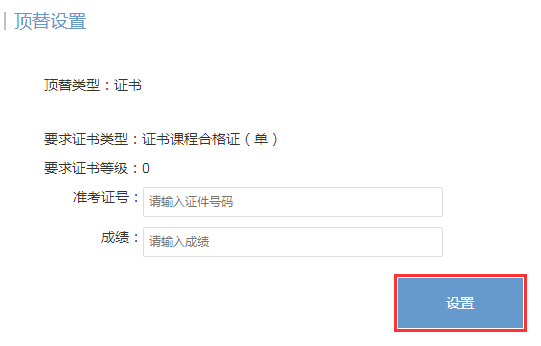 顶替设置
顶替类型：证书
要求证书类型：证书课程合格证（单）
要求证书等级：0
准考证号：请输入证件号码
成绩：请输入成绩
设置